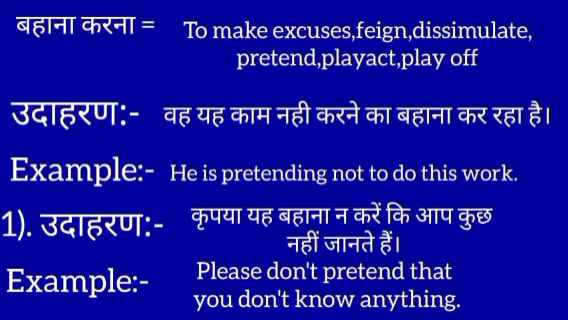 बहाना करना = To make excuses,feign,dissimulate,
pretend,playact,play off
उदाहरण:- वह यह काम नही करने का बहाना कर रहा है।
Example:- He is pretending not to do this work.
1). उदाहरण:- कृपया यह बहाना न करें कि आप कुछ
नहीं जानते हैं।
Example:- Please don't pretend that
you don't know anything.